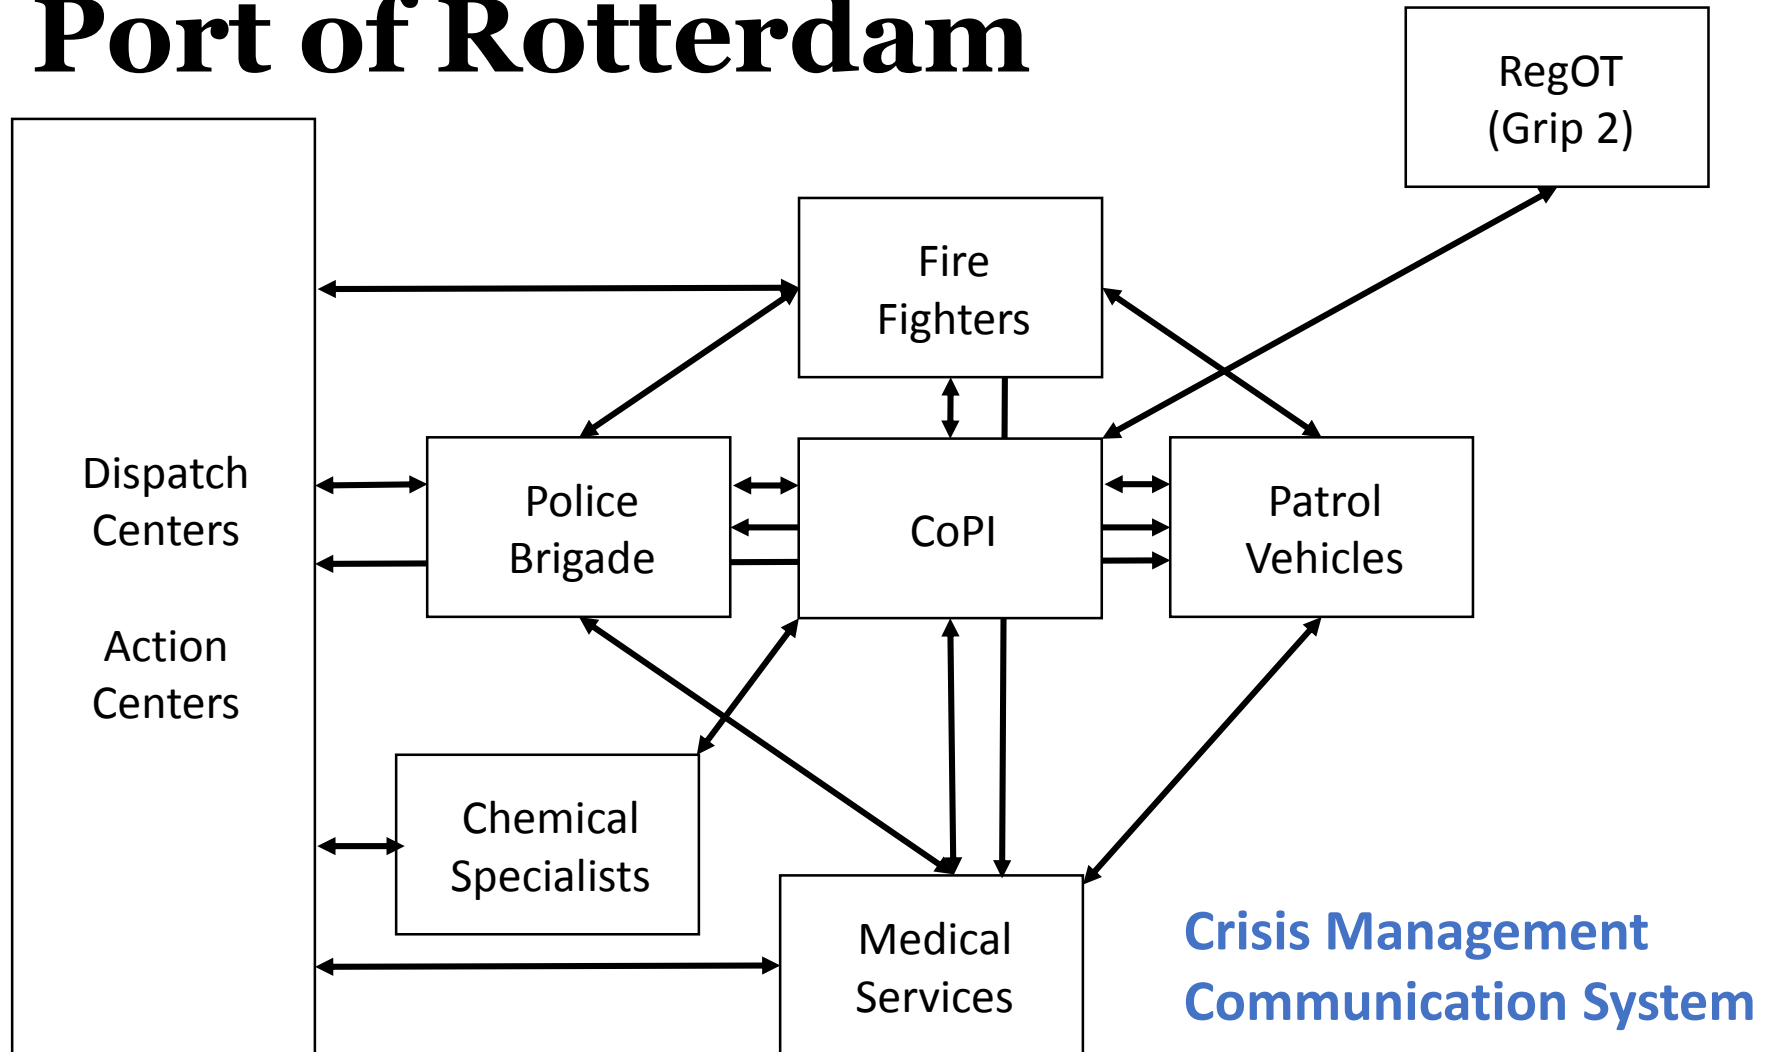 Port of Rotterdam
RegOT
(Grip 2)
Fire
Fighters
Dispatch
Centers
Action
Centers
Police
Brigade
CoPI
Patrol
Vehicles
Chemical
Specialists
Medical
Services
Crisis Management
Communication System